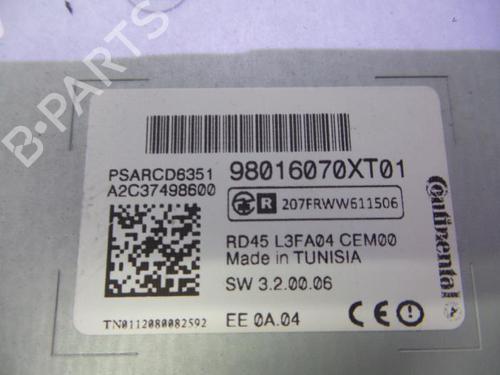 B-PARTS
PSARCD6351 98016070XT01
A2C37498600
R 207FRWW611506
RD45 L3FA04 CEM00
Made in TUNISIA
SW 3.2.00.06
TN0112080082592 EE 0A.04
Continental
CE